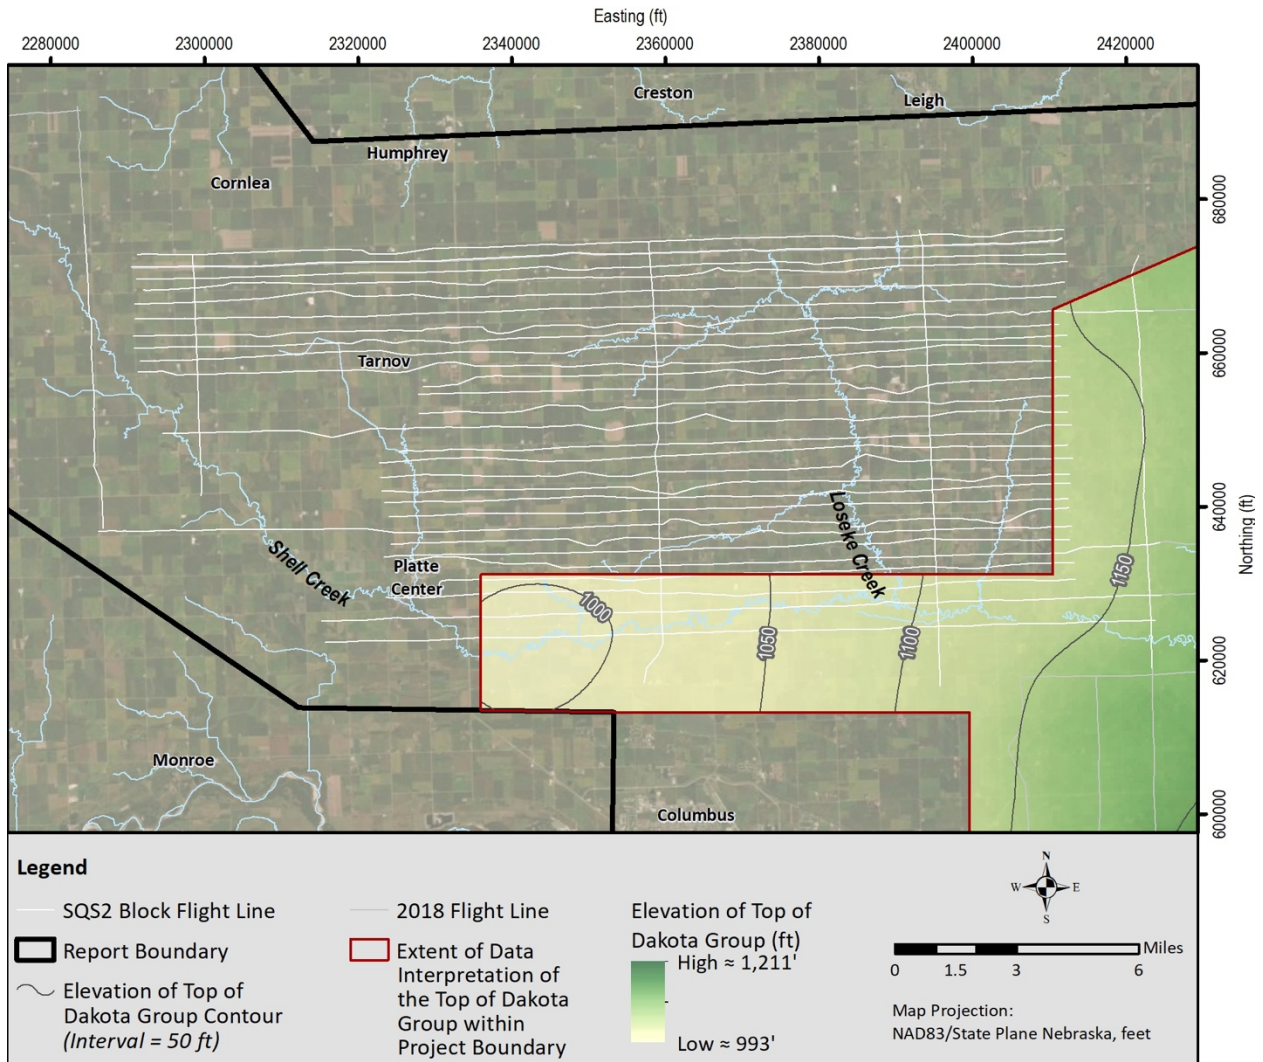 Easting (ft)
2280000 2300000 2320000 2340000 2360000 2380000 2400000 2420000
Creston
Leigh
Humphrey
Cornlea
680000
Tarnov
660000
640000
Northing (ft)
Loseke Creek
Shell Creek
Platte
Center
1150
1000
1050
1100
620000
Monroe
Columbus
600000
Legend
SQS2 Block Flight Line
Report Boundary
Elevation of Top of
Dakota Group Contour
(Interval = 50 ft)
2018 Flight Line
Extent of Data
Interpretation of
the Top of Dakota
Group within
Project Boundary
Elevation of Top of
Dakota Group (ft)
High ≈ 1,211'
Low ≈ 993'
N
W E
S
Miles
0 1.5 3 6
Map Projection:
NAD83/State Plane Nebraska, feet